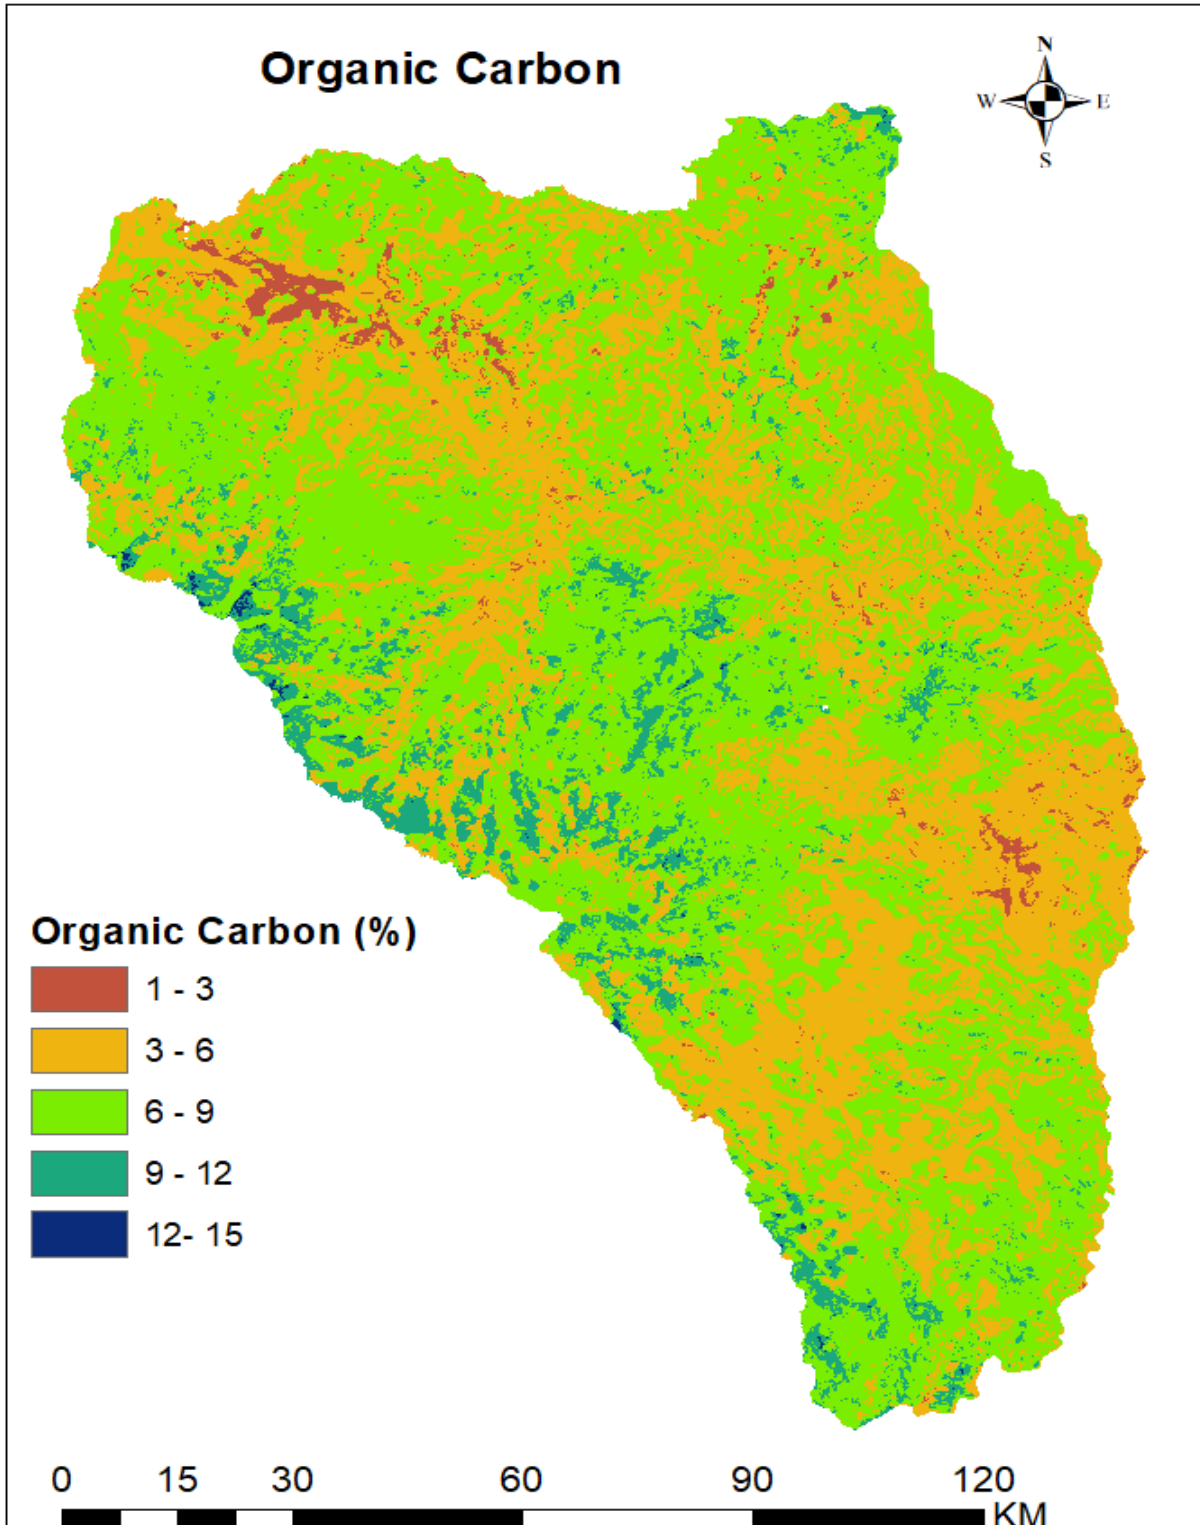 Organic Carbon
N
W E
S
Organic Carbon (%)
1 - 3
3 - 6
6 - 9
9 - 12
12- 15
0 15 30 60 90 120
KM